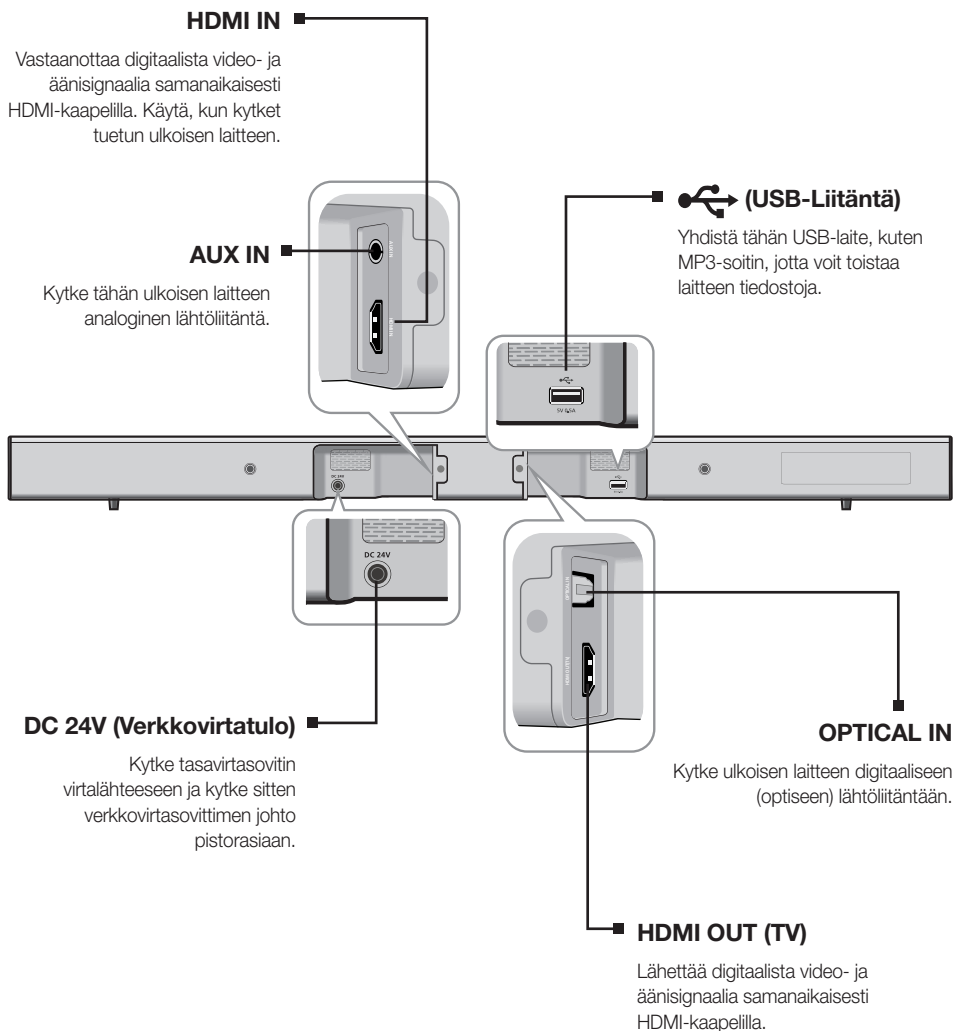 HDMI IN
Vastaanottaa digitaalista video- ja
äänisignaalia samanaikaisesti
HDMI-kaapelilla. Käytä, kun kytket
tuetun ulkoisen laitteen.
AUX IN
Kytke tähän ulkoisen laitteen
analoginen lähtöliitäntä.
(USB-Liitäntä)
Yhdistä tähän USB-laite, kuten
MP3-soitin, jotta voit toistaa
laitteen tiedostoja.
5V 0.5A
DC 24V
DC 24V
DC 24V (Verkkovirtatulo)
Kytke tasavirtasovitin
virtalähteeseen ja kytke sitten
verkkovirtasovittimen johto
pistorasiaan.
OPTICAL IN
Kytke ulkoisen laitteen digitaaliseen
(optiseen) lähtöliitäntään.
HDMI OUT (TV)
Lähettää digitaalista video- ja
äänisignaalia samanaikaisesti
HDMI-kaapelilla.